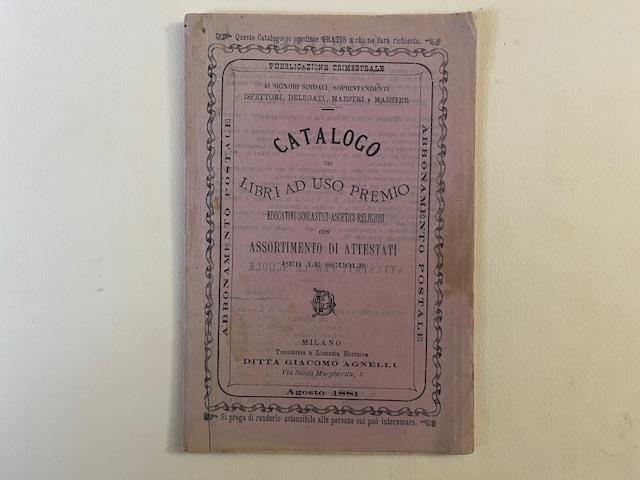 Questo Catalogo si spedisce GRATIS a chi ne farà richiesta.
PUBBLICAZIONE TRIMESTRALE
AI SIGNORI SINDACI, SOPRINTENDENTI
ISPETTORI, DELEGATI, MAESTRI E MAESTRE
CATALOGO
DEI
LIBRI AD USO PREMIO
EDUCATIVI-SCOLASTICI-ASCETICI-RELIGIOSI
CON
ASSORTIMENTO DI ATTESTATI
PER LE SCUOLE
ABBONAMENTO POSTALE
ABBONAMENTO POSTALE
MILANO
TIPOGRAFIA E LIBRERIA EDITRICE
DITTA GIACOMO AGNELLI
Via Santa Margherita, 2
Agosto 1881
Si prega di renderlo ostensibile alle persone cui può interessare.